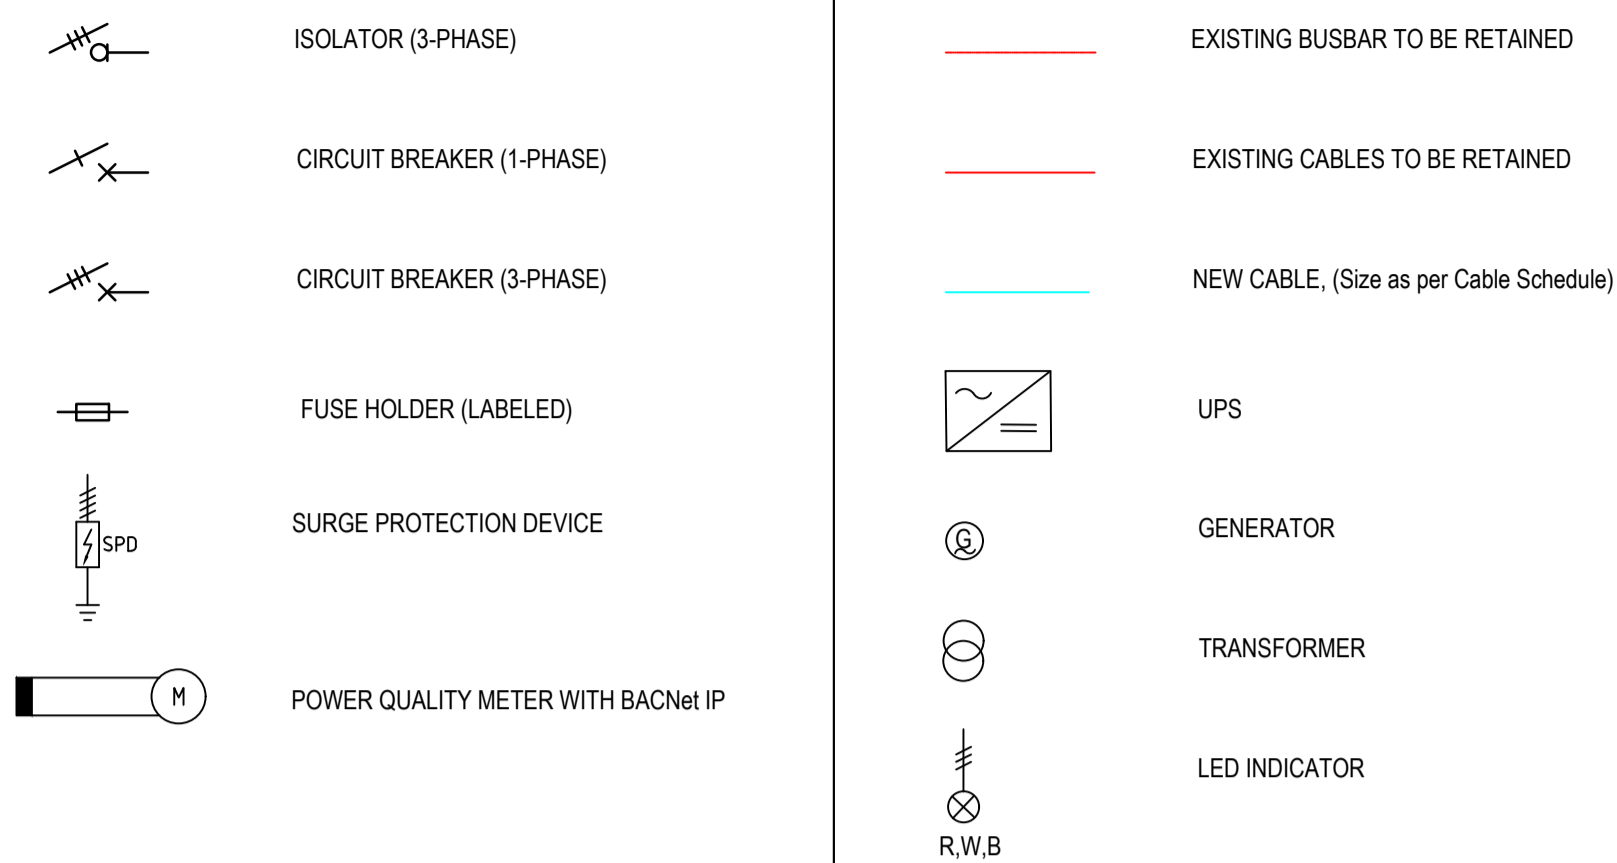 ISOLATOR (3-PHASE)
CIRCUIT BREAKER (1-PHASE)
CIRCUIT BREAKER (3-PHASE)
FUSE HOLDER (LABELED)
SPD
SURGE PROTECTION DEVICE
M
POWER QUALITY METER WITH BACNet IP
EXISTING BUSBAR TO BE RETAINED
EXISTING CABLES TO BE RETAINED
NEW CABLE, (Size as per Cable Schedule)
UPS
G
GENERATOR
TRANSFORMER
LED INDICATOR
R,W,B